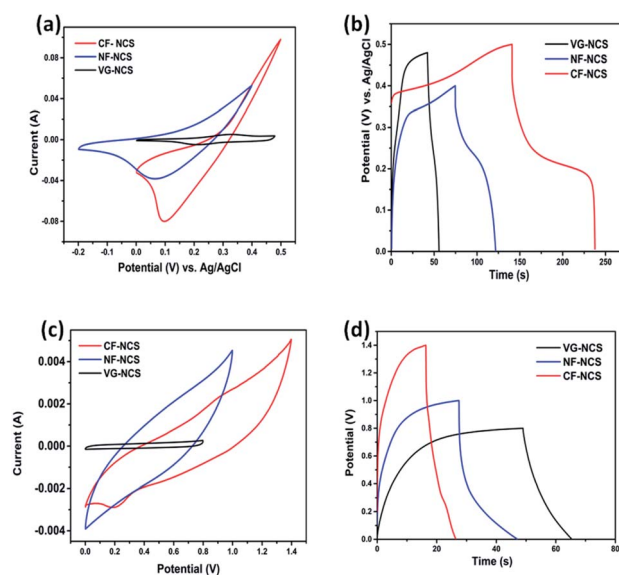 (a)
CF- NCS
NF-NCS
VG-NCS
0.08
0.04
0.00
-0.04
-0.08
Current (A)
-0.2
-0.1
0.0
0.1
0.2
0.3
0.4
0.5
Potential (V) vs. Ag/AgCl
(b)
VG-NCS
NF-NCS
CF-NCS
0.5
0.4
0.3
0.2
0.1
0.0
Potential (V) vs. Ag/AgCl
0
50
100
150
200
250
Time (s)
(c)
CF-NCS
NF-NCS
VG-NCS
0.004
0.002
0.000
-0.002
-0.004
Current (A)
0.0
0.2
0.4
0.6
0.8
1.0
1.2
1.4
Potential (V)
(d)
VG-NCS
NF-NCS
CF-NCS
1.4
1.2
1.0
0.8
0.6
0.4
0.2
0.0
Potential (V)
0
20
40
60
80
Time (s)